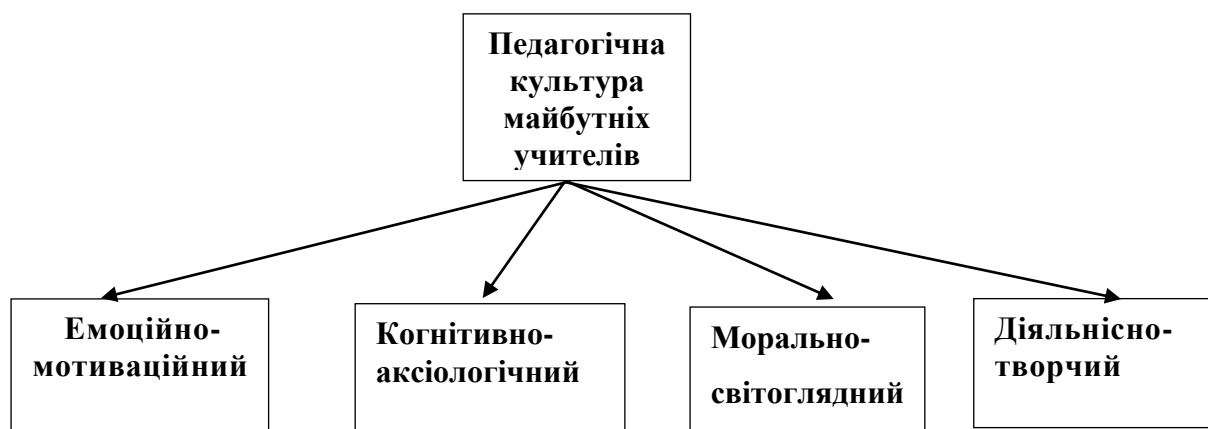 Педагогічна
культура
майбутніх
учителів
Емоційно-
мотиваційний
Когнітивно-
аксіологічний
Морально-
світоглядний
Діяльнісно-
творчий